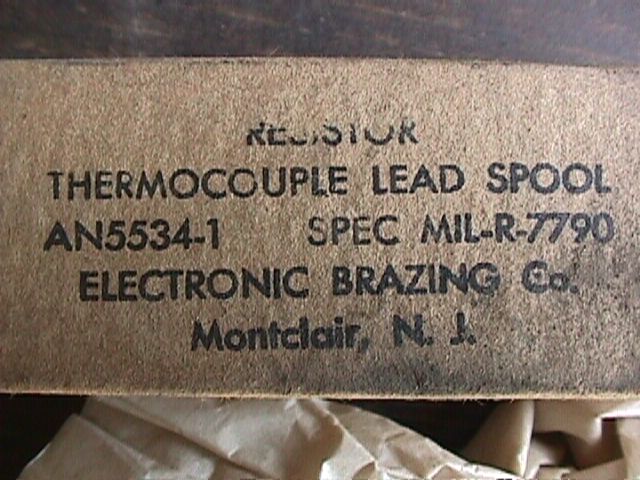 RESISTOR
THERMOCOUPLE LEAD SPOOL
AN5534-1 SPEC MIL-R-7790
ELECTRONIC BRAZING Co.
Montclair, N. J.